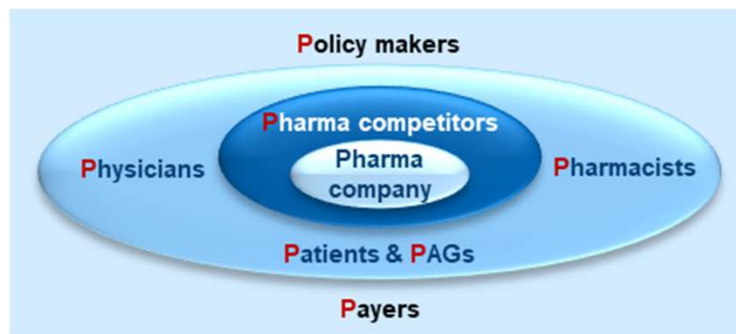 Policy makers
Pharma competitors
Pharma
company
Physicians
Pharmacists
Patients & PAGs
Payers